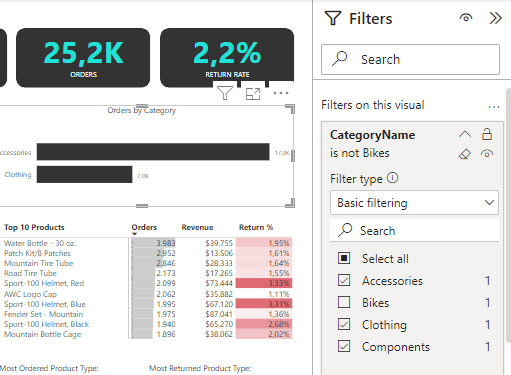 Filters
25,2K
ORDERS
2,2%
RETURN RATE
Search
Filters on this visual
Orders by Category
ccessories
17,0K
Clothing
7,0K
CategoryName
is not Bikes
Filter type
Basic filtering
Search
Select all
Accessories 1
Bikes 1
Clothing 1
Components 1
Top 10 Products Orders Revenue Return %
Water Bottle - 30 oz. 3.983 $39.755 1,95%
Patch Kit/8 Patches 2.952 $13.506 1,61%
Mountain Tire Tube 2.846 $28.333 1,64%
Road Tire Tube 2.173 $17.265 1,55%
Sport-100 Helmet, Red 2.099 $73.444 3,33%
AWC Logo Cap 2.062 $35.882 1,11%
Sport-100 Helmet, Blue 1.995 $67.120 3,31%
Fender Set - Mountain 1.975 $87.041 1,36%
Sport-100 Helmet, Black 1.940 $65.270 2,68%
Mountain Bottle Cage 1.896 $38.062 2,02%
Most Ordered Product Type:
Most Returned Product Type: